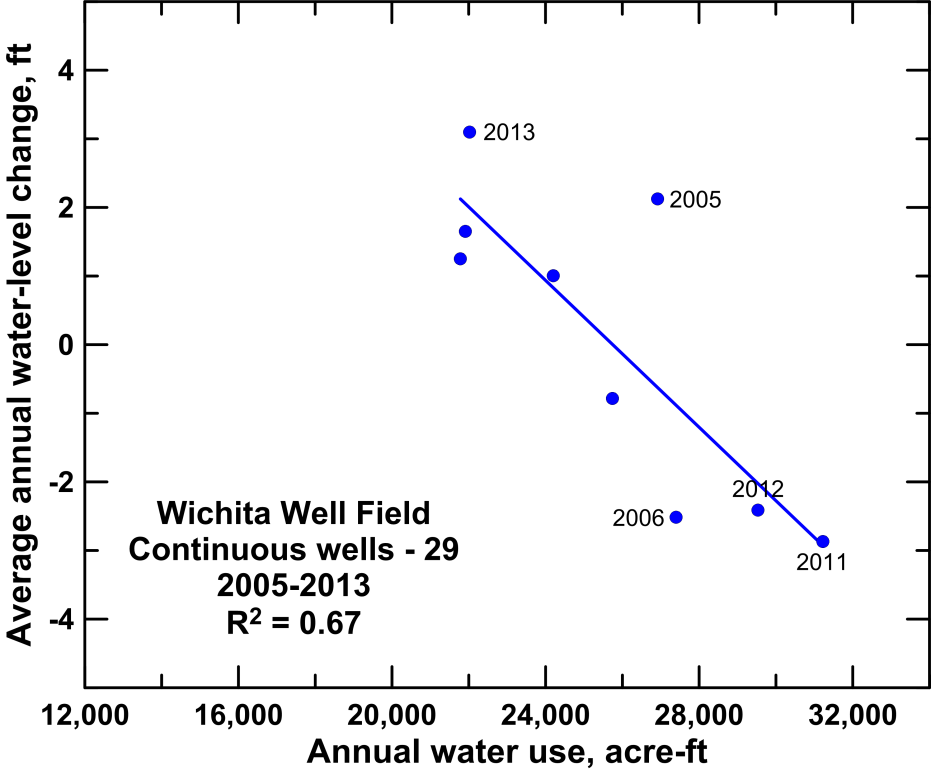 Average annual water-level change, ft
4
2
0
-2
-4
2013
2005
2012
2006
2011
Wichita Well Field
Continuous wells - 29
2005-2013
R² = 0.67
12,000 16,000 20,000 24,000 28,000 32,000
Annual water use, acre-ft